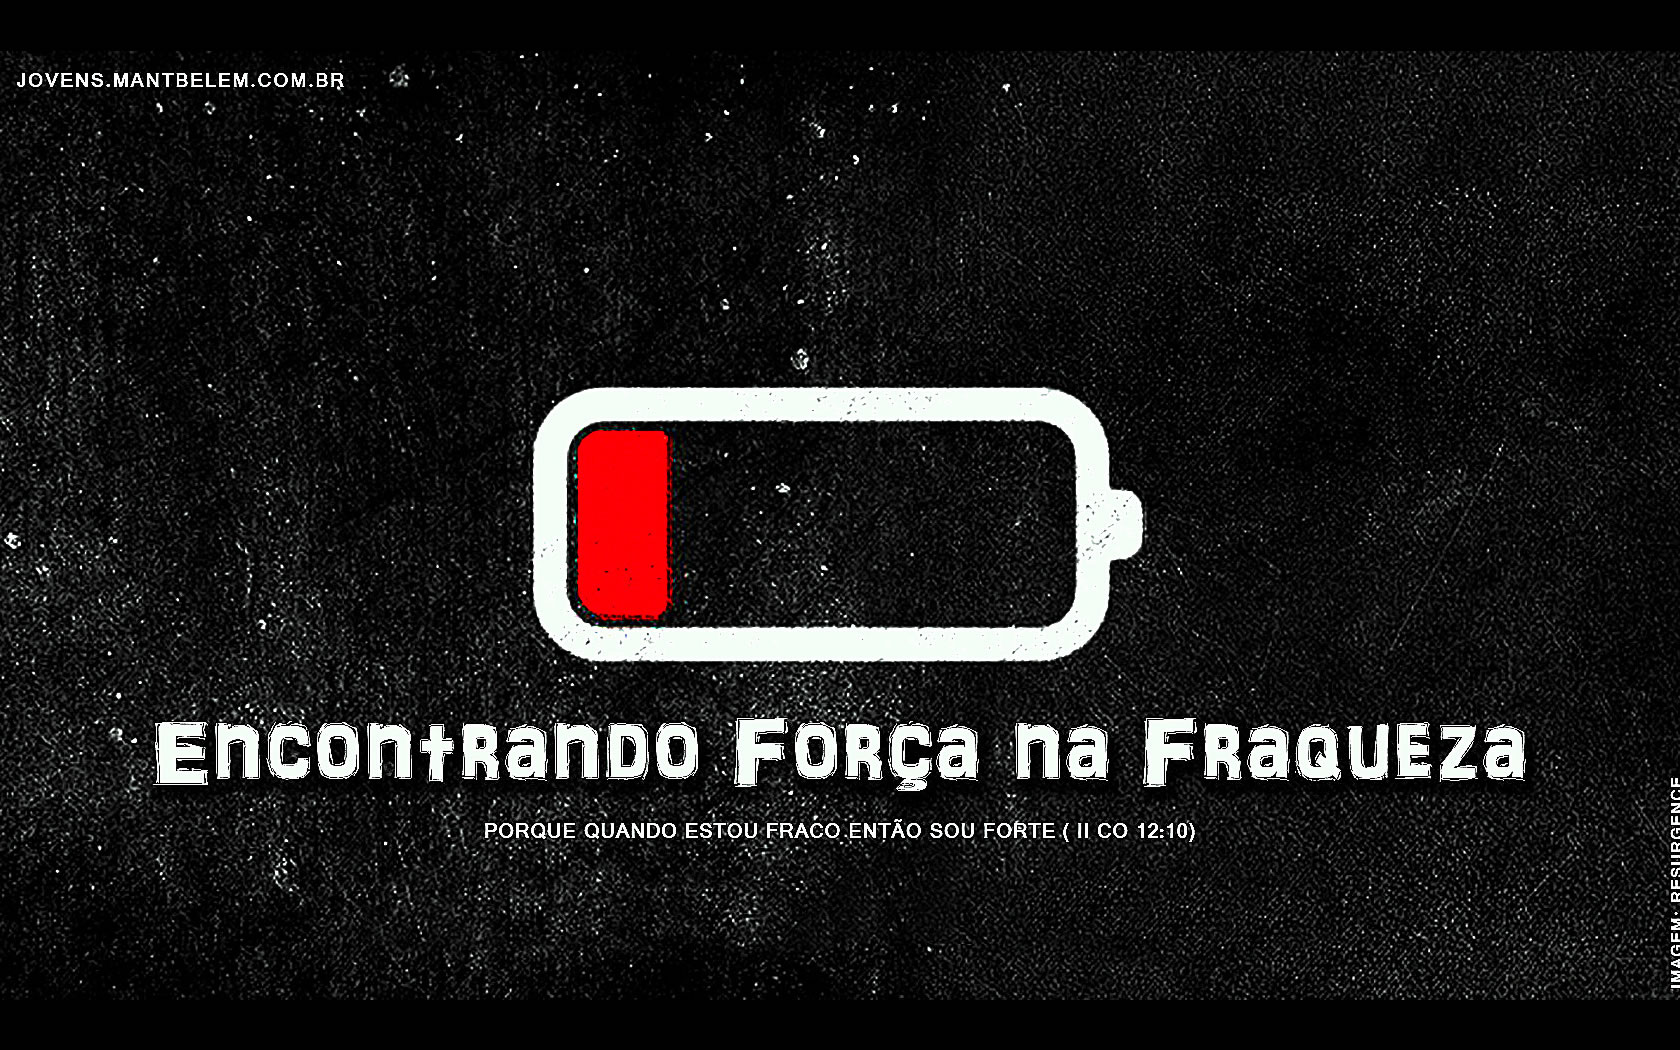 JOVENS.MANTBELEM.COM.BR
Encontrando Força na Fraqueza
PORQUE QUANDO ESTOU FRACO ENTÃO SOU FORTE ( II CO 12:10)
IMAGEM: RESURGENCE